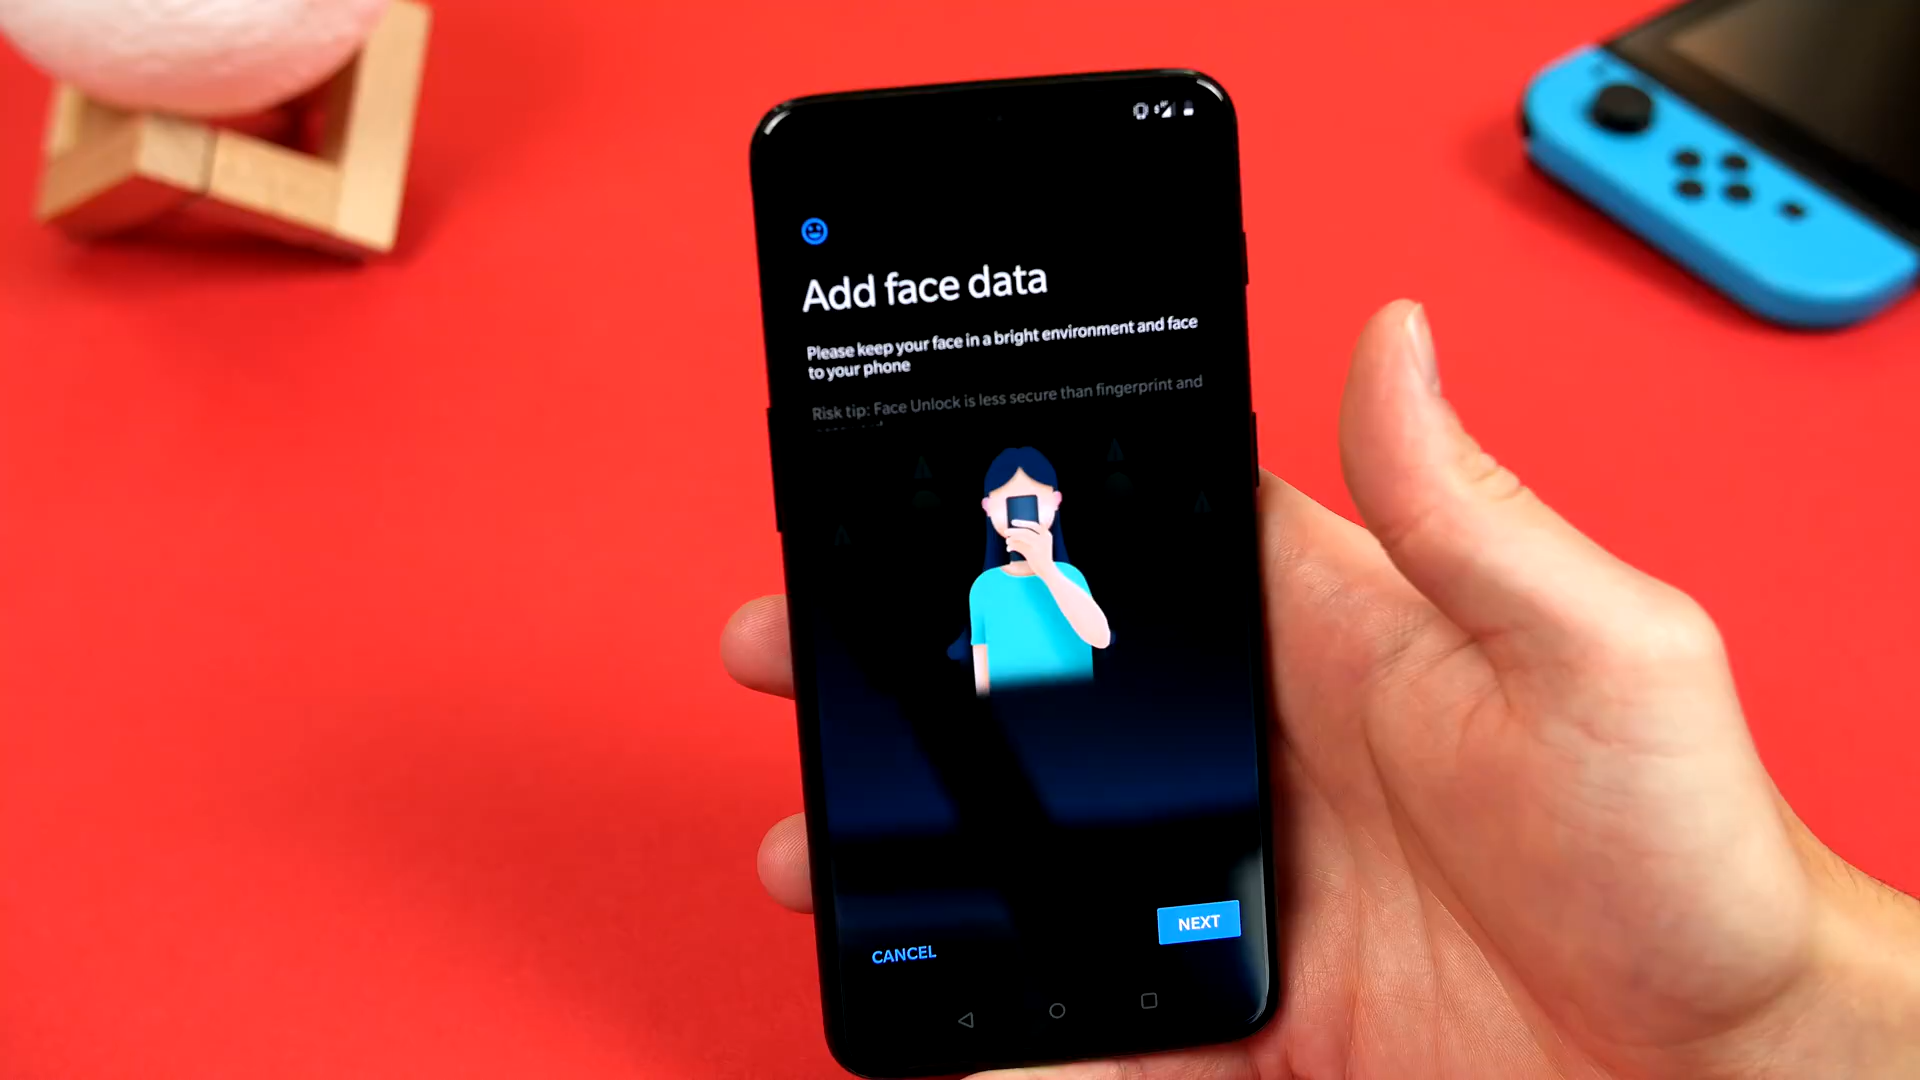 Add face data
Please keep your face in a bright environment and face
to your phone
Risk tip: Face Unlock is less secure than fingerprint and
NEXT
CANCEL